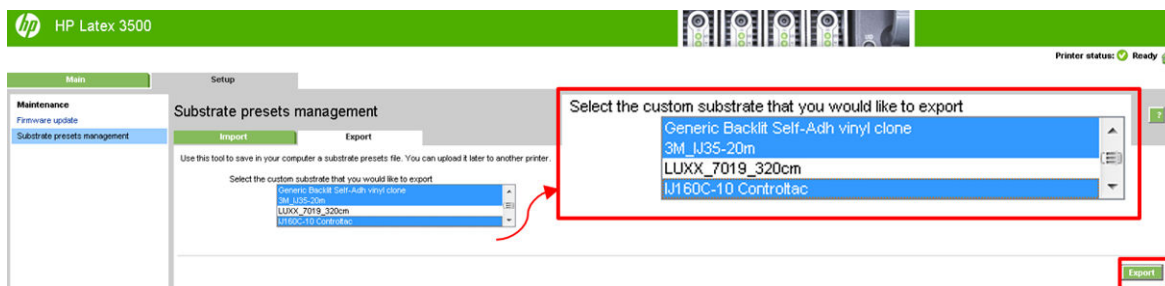 hp HP Latex 3500
Printer status: Ready
Main Setup
Maintenance
Firmware update
Substrate presets management
Substrate presets management
Import Export
Use this tool to save in your computer a substrate presets file. You can upload it later to another printer.
Select the custom substrate that you would like to export
Generic Backlit Self-Adh vinyl clone
3M_IJ35-20m
LUXX_7019_320cm
IJ160C-10 Controltac
Select the custom substrate that you would like to export
Generic Backlit Self-Adh vinyl clone
3M_IJ35-20m
LUXX_7019_320cm
IJ160C-10 Controltac
?
Export